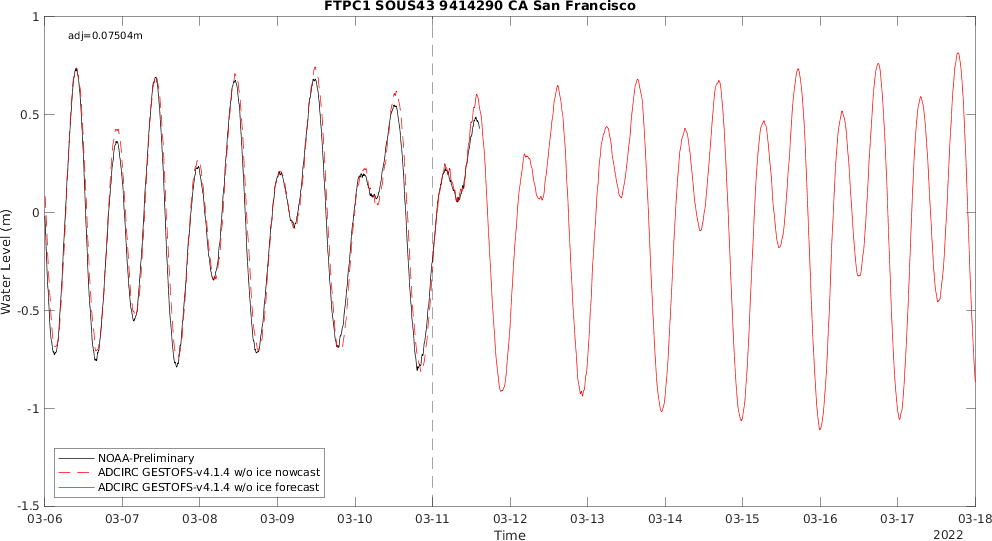 FTPC1 SOUS43 9414290 CA San Francisco
adj=0.07504m
1
0.5
0
-0.5
-1
-1.5
Water Level (m)
NOAA-Preliminary
ADCIRC GESTOFS-v4.1.4 w/o ice nowcast
ADCIRC GESTOFS-v4.1.4 w/o ice forecast
03-06 03-07 03-08 03-09 03-10 03-11 03-12 03-13 03-14 03-15 03-16 03-17 03-18
Time
2022